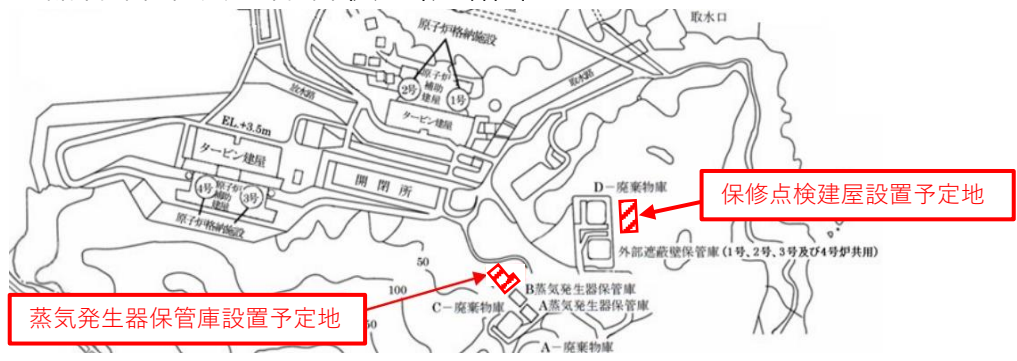 取水口
原子炉格納施設
取水路
原子炉
補助
建屋
2号
1号
放水路
タービン建屋
EL.+3.5m
タービン建屋
開閉所
4号
原子炉
補助
建屋
3号
原子炉格納施設
D-廃棄物庫
保修点検建屋設置予定地
外部遮蔽壁保管庫(1号、2号、3号及び4号炉共用)
50
100
B蒸気発生器保管庫
蒸気発生器保管庫設置予定地
C-廃棄物庫
A蒸気発生器保管庫
50
A-廃棄物庫